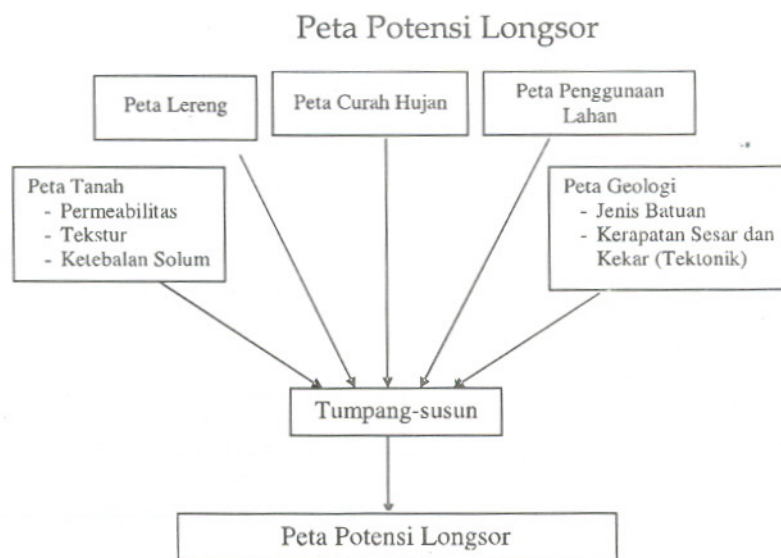 Peta Potensi Longsor
Peta Lereng
Peta Curah Hujan
Peta Penggunaan
Lahan
Peta Tanah
- Permeabilitas
- Tekstur
- Ketebalan Solum
Peta Geologi
- Jenis Batuan
- Kerapatan Sesar dan
Kekar (Tektonik)
Tumpang-susun
Peta Potensi Longsor